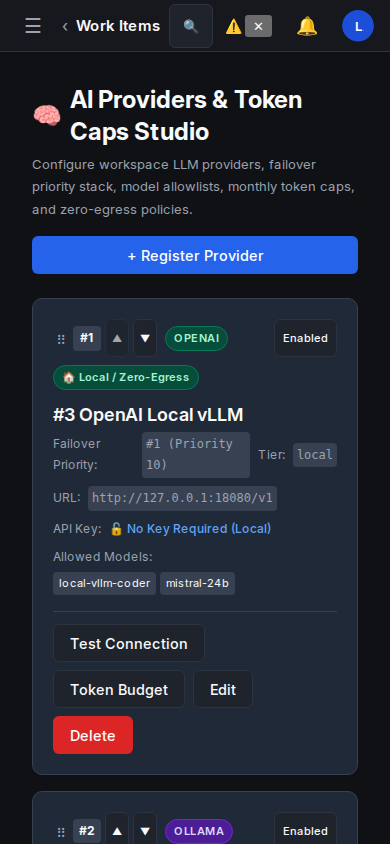 ☰ ‹ Work Items 🔍 ⚠️ ✕ 🔔 L
🧠 AI Providers & Token
Caps Studio
Configure workspace LLM providers, failover
priority stack, model allowlists, monthly token caps,
and zero-egress policies.
+ Register Provider
⠿ #1 ▲ ▼ OPENAI Enabled
🏠 Local / Zero-Egress
#3 OpenAI Local vLLM
Failover
Priority:
#1 (Priority
10)
Tier: local
URL: http://127.0.0.1:18080/v1
API Key: 🔓 No Key Required (Local)
Allowed Models:
local-vllm-coder mistral-24b
Test Connection
Token Budget Edit
Delete
⠿ #2 ▲ ▼ OLLAMA Enabled